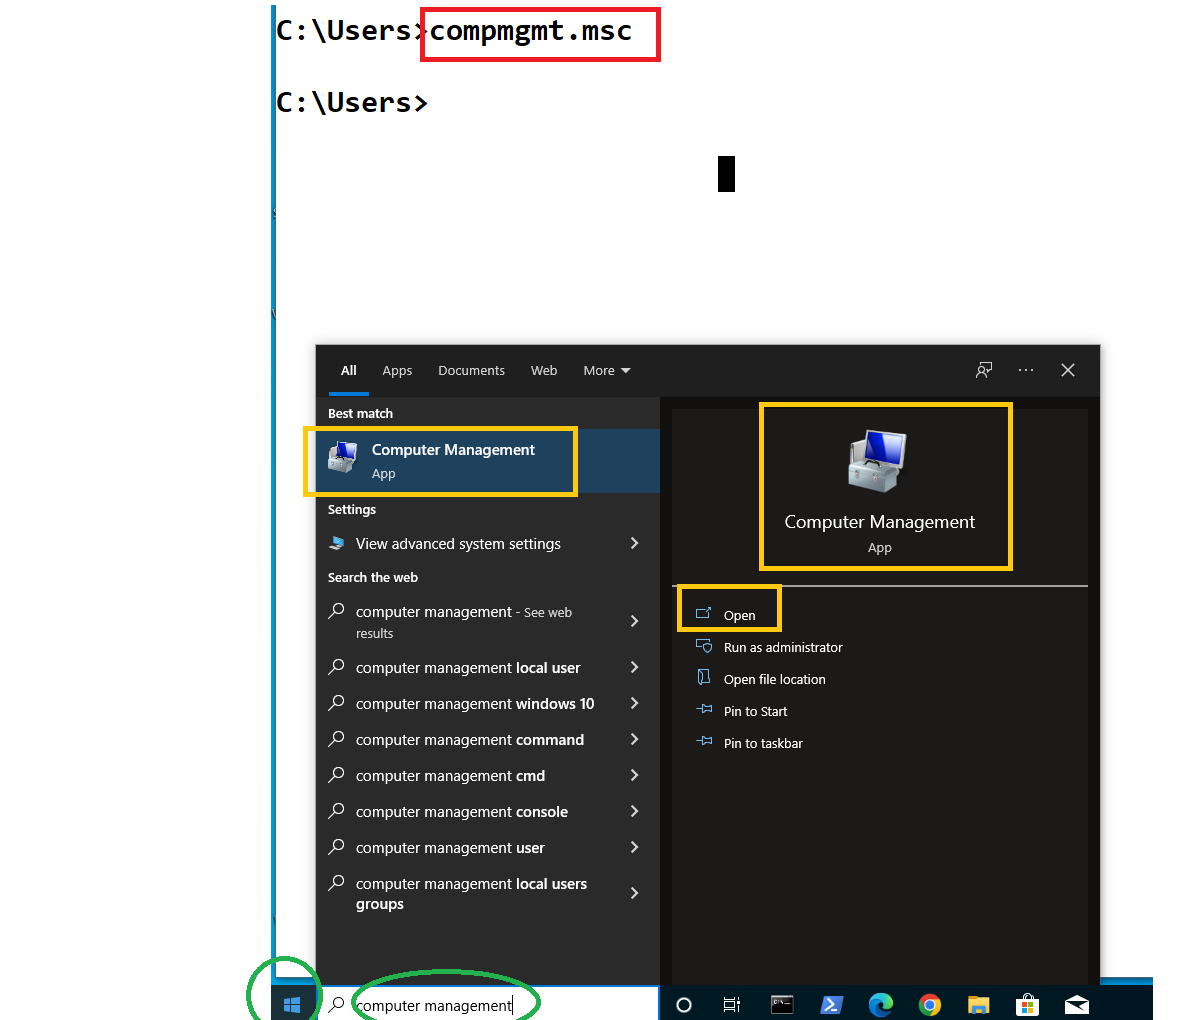 C:\Users>compmgmt.msc
C:\Users>
All Apps Documents Web More
Best match
Computer Management
App
Settings
View advanced system settings
Search the web
computer management - See web
results
computer management local user
computer management windows 10
computer management command
computer management cmd
computer management console
computer management user
computer management local users
groups
Computer Management
App
Open
Run as administrator
Open file location
Pin to Start
Pin to taskbar
computer management